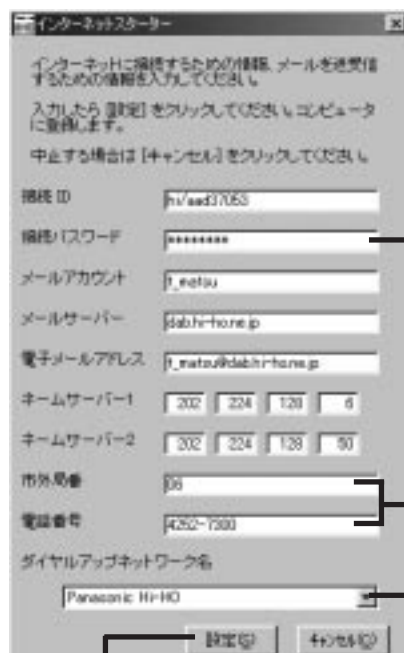 インターネットスターター
インターネットに接続するための情報、メールを送受信
するための情報を入力してください。
入力したら [設定] をクリックしてください。コンピュータ
に登録します。
中止する場合は [キャンセル] をクリックしてください。
接続 ID hi/aad37053
接続パスワード ********
メールアカウント t_matsu
メールサーバー dab.hi-ho.ne.jp
電子メールアドレス t_matsu@dab.hi-ho.ne.jp
ネームサーバー1 202 224 128 6
ネームサーバー2 202 224 128 50
市外局番 06
電話番号 4252-7300
ダイヤルアップネットワーク名
Panasonic Hi-HO
設定(S) キャンセル(C)